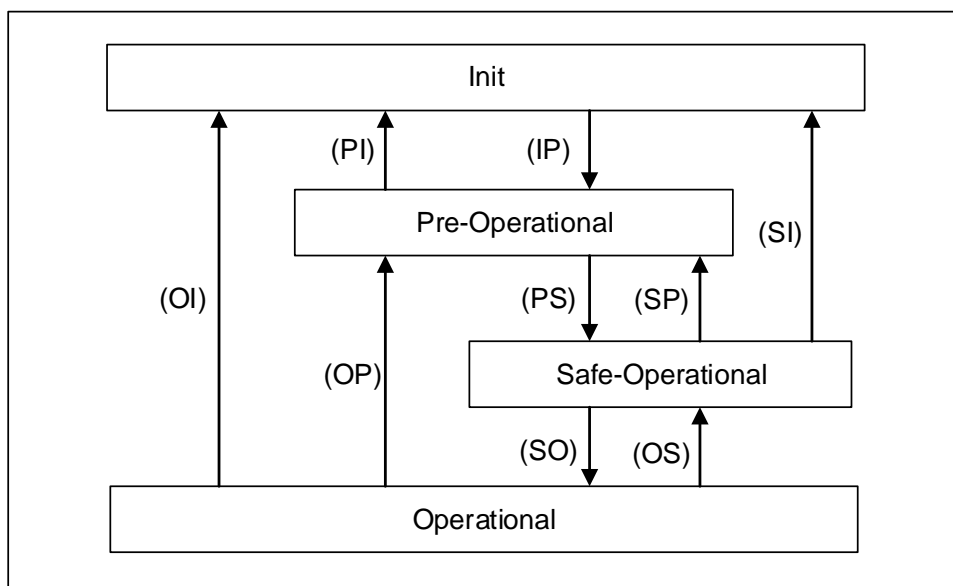 Init
(PI)
(IP)
Pre-Operational
(SI)
(OI)
(PS)
(SP)
(OP)
Safe-Operational
(SO)
(OS)
Operational